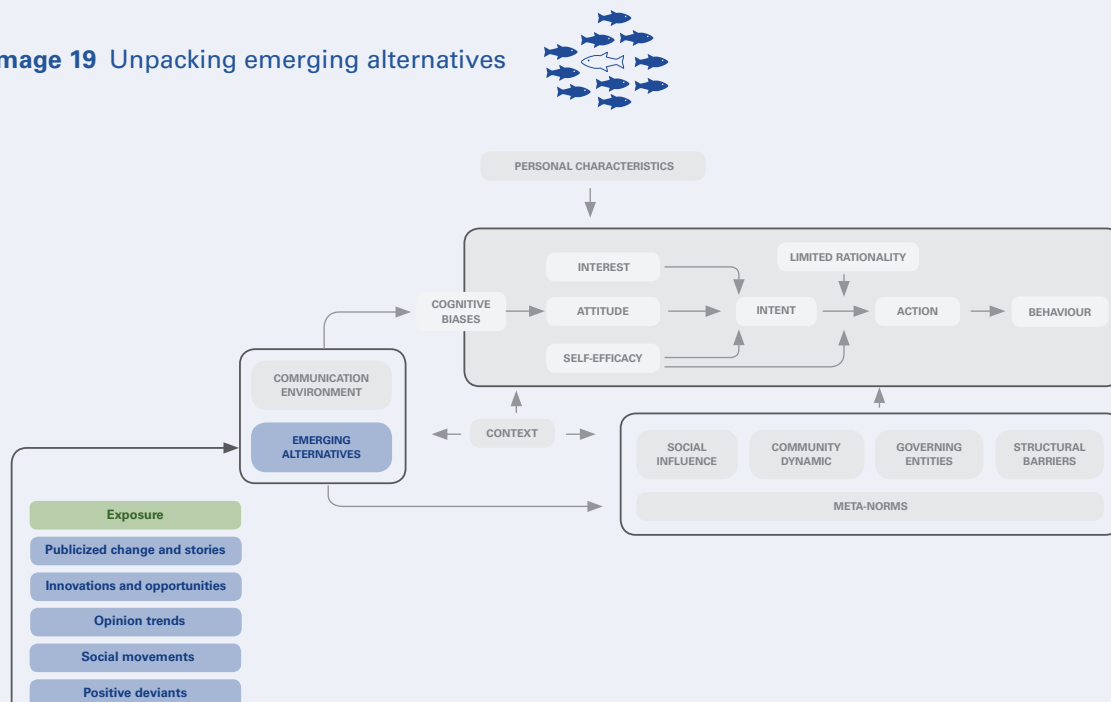 mage 19 Unpacking emerging alternatives
PERSONAL CHARACTERISTICS
INTEREST
LIMITED RATIONALITY
COGNITIVE
BIASES
ATTITUDE
INTENT
ACTION
BEHAVIOUR
SELF-EFFICACY
COMMUNICATION
ENVIRONMENT
EMERGING
ALTERNATIVES
CONTEXT
SOCIAL
INFLUENCE
COMMUNITY
DYNAMIC
GOVERNING
ENTITIES
STRUCTURAL
BARRIERS
META-NORMS
Exposure
Publicized change and stories
Innovations and opportunities
Opinion trends
Social movements
Positive deviants